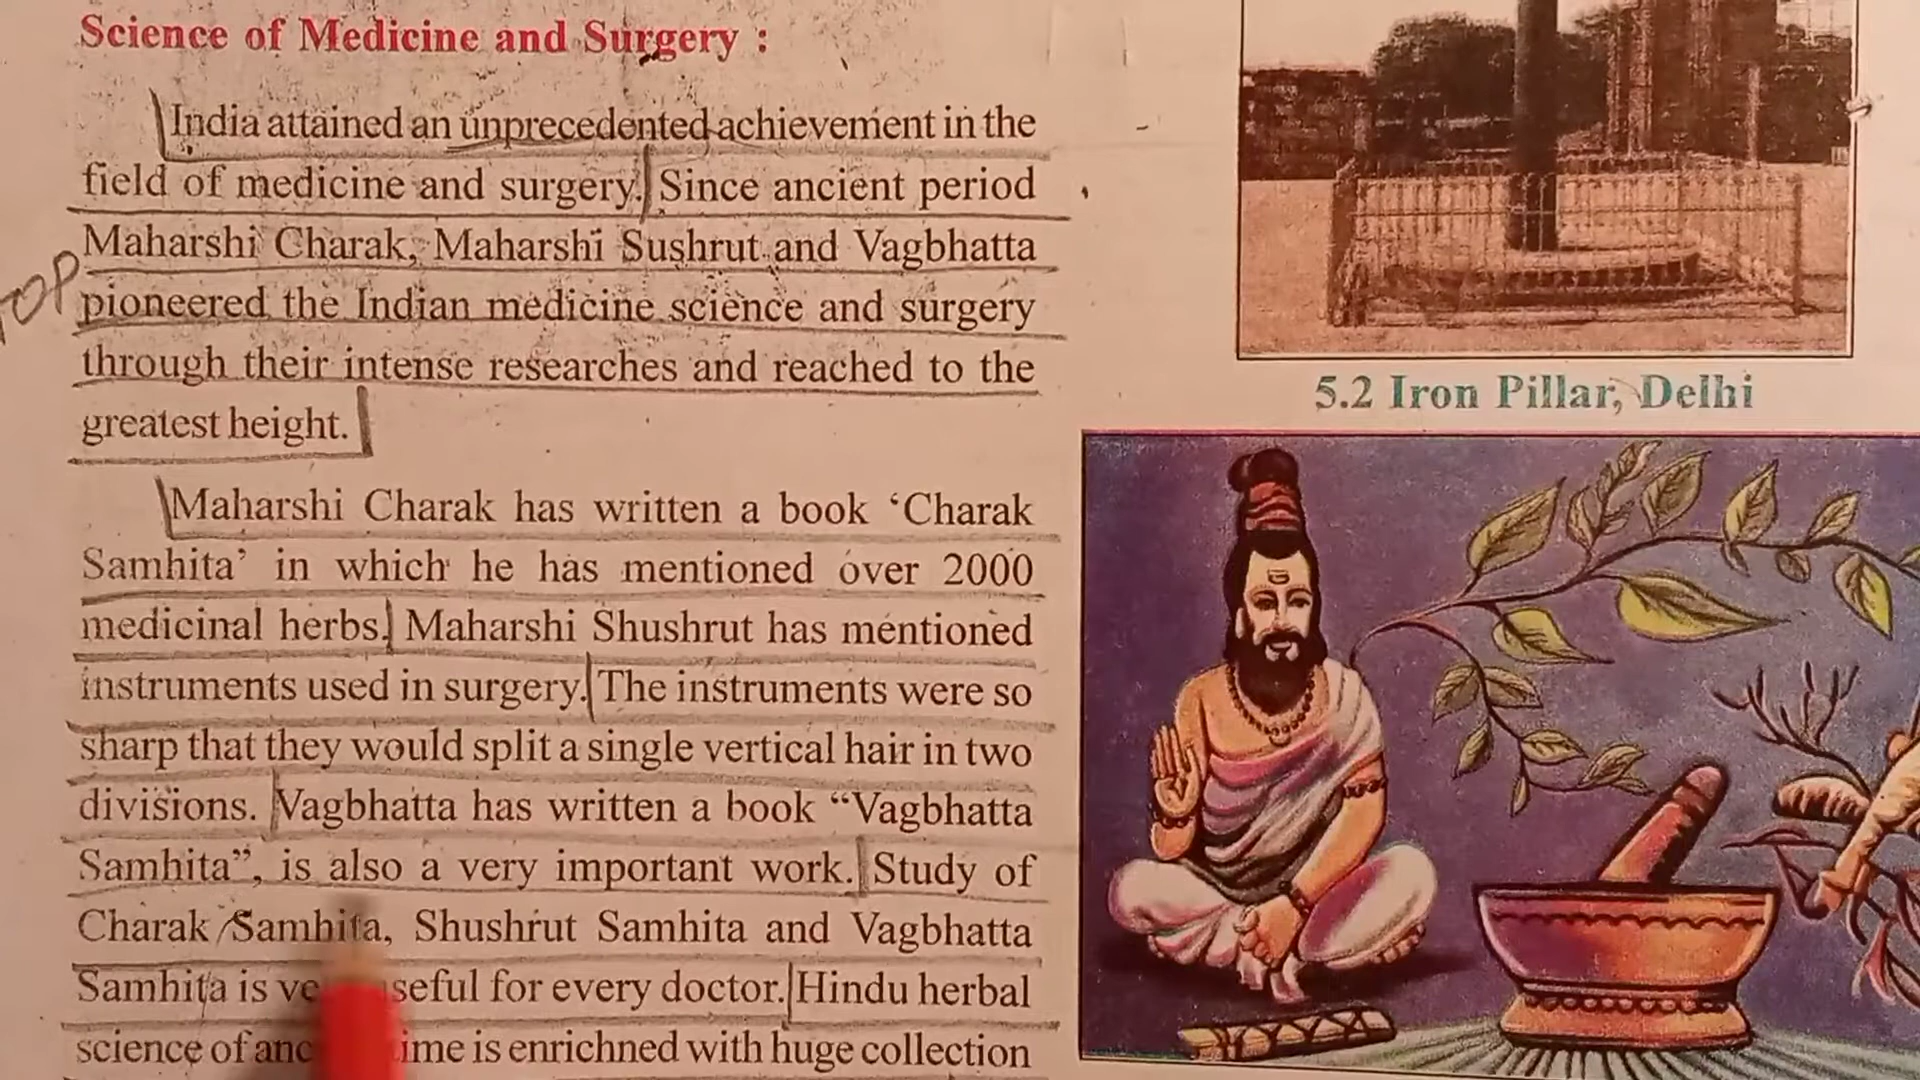 Science of Medicine and Surgery :
India attained an unprecedented achievement in the
field of medicine and surgery. Since ancient period
Maharshi Charak, Maharshi Sushrut and Vagbhatta
pioneered the Indian medicine science and surgery
through their intense researches and reached to the
greatest height.
Maharshi Charak has written a book ‘Charak
Samhita’ in which he has mentioned over 2000
medicinal herbs. Maharshi Shushrut has mentioned
instruments used in surgery. The instruments were so
sharp that they would split a single vertical hair in two
divisions. Vagbhatta has written a book “Vagbhatta
Samhita”, is also a very important work. Study of
Charak Samhita, Shushrut Samhita and Vagbhatta
Samhita is seful for every doctor. Hindu herbal
science of anc ime is enrichned with huge collection
TOP
5.2 Iron Pillar, Delhi